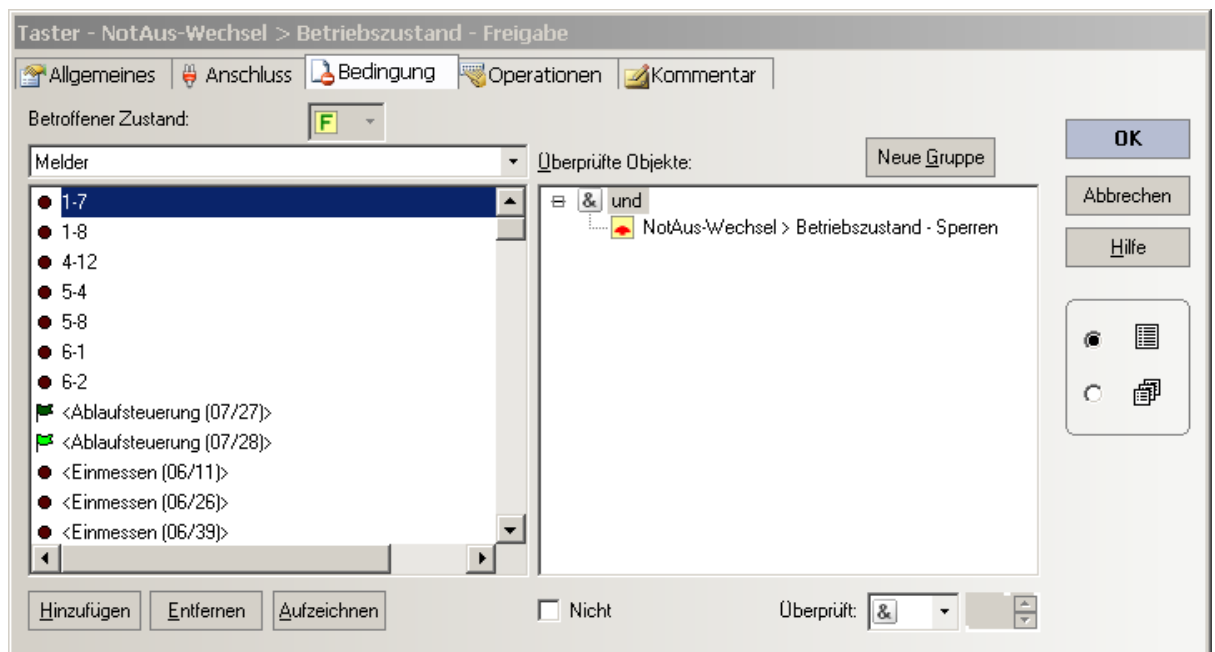 Taster - NotAus-Wechsel > Betriebszustand - Freigabe
Allgemeines Anschluss Bedingung Operationen Kommentar
Betroffener Zustand: F
Melder
Überprüfte Objekte: Neue Gruppe
1-7
1-8
4-12
5-4
5-8
6-1
6-2
<Ablaufsteuerung (07/27)>
<Ablaufsteuerung (07/28)>
<Einmessen (06/11)>
<Einmessen (06/26)>
<Einmessen (06/39)>
& und
NotAus-Wechsel > Betriebszustand - Sperren
OK
Abbrechen
Hilfe
Hinzufügen Entfernen Aufzeichnen
Nicht Überprüft: &